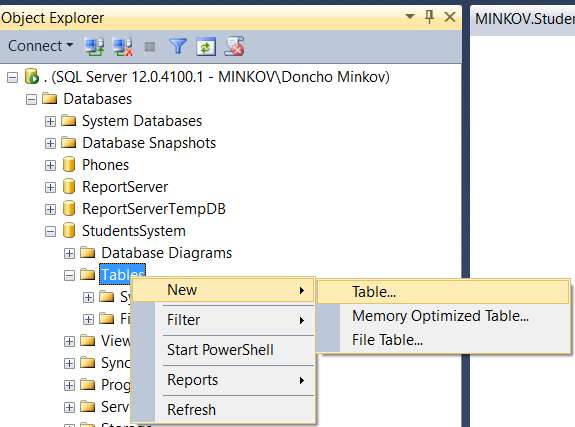 Object Explorer
MINKOV.Studen
Connect
. (SQL Server 12.0.4100.1 - MINKOV\Doncho Minkov)
Databases
System Databases
Database Snapshots
Phones
ReportServer
ReportServerTempDB
StudentsSystem
Database Diagrams
Tables
New
Table...
Sy
Memory Optimized Table...
Fi
Filter
File Table...
View
Start PowerShell
Sync
Prog
Reports
Serv
Stor
Refresh